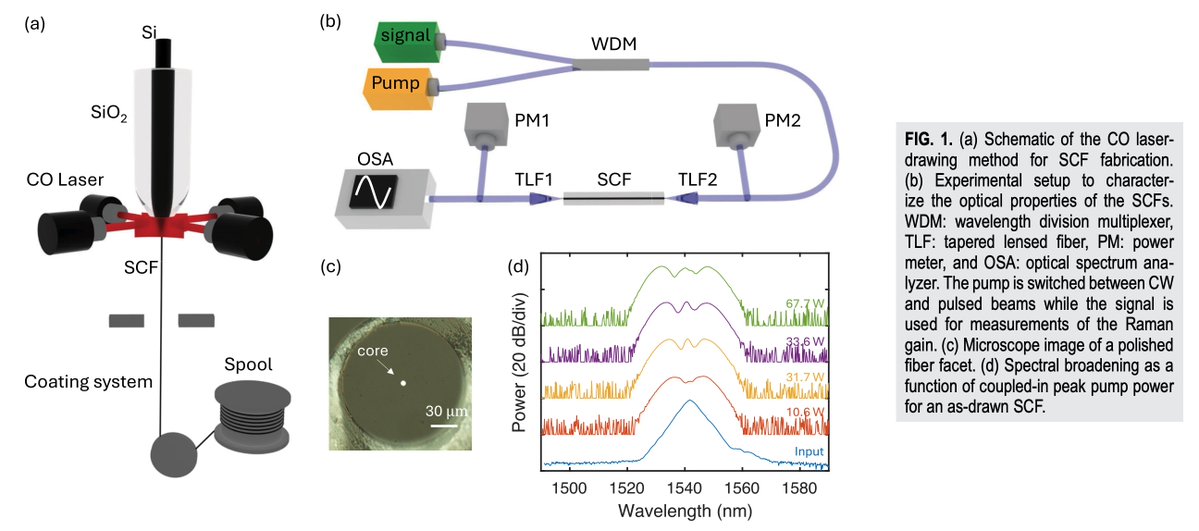 (a)
Si
SiO₂
CO Laser
SCF
Coating system
Spool
(b)
signal
Pump
WDM
PM1
PM2
OSA
TLF1
SCF
TLF2
(c)
core
30 μm
(d)
Power (20 dB/div)
67.7 W
33.6 W
31.7 W
10.6 W
Input
1500 1520 1540 1560 1580
Wavelength (nm)
FIG. 1. (a) Schematic of the CO laser-
drawing method for SCF fabrication.
(b) Experimental setup to character-
ize the optical properties of the SCFs.
WDM: wavelength division multiplexer,
TLF: tapered lensed fiber, PM: power
meter, and OSA: optical spectrum ana-
lyzer. The pump is switched between CW
and pulsed beams while the signal is
used for measurements of the Raman
gain. (c) Microscope image of a polished
fiber facet. (d) Spectral broadening as a
function of coupled-in peak pump power
for an as-drawn SCF.